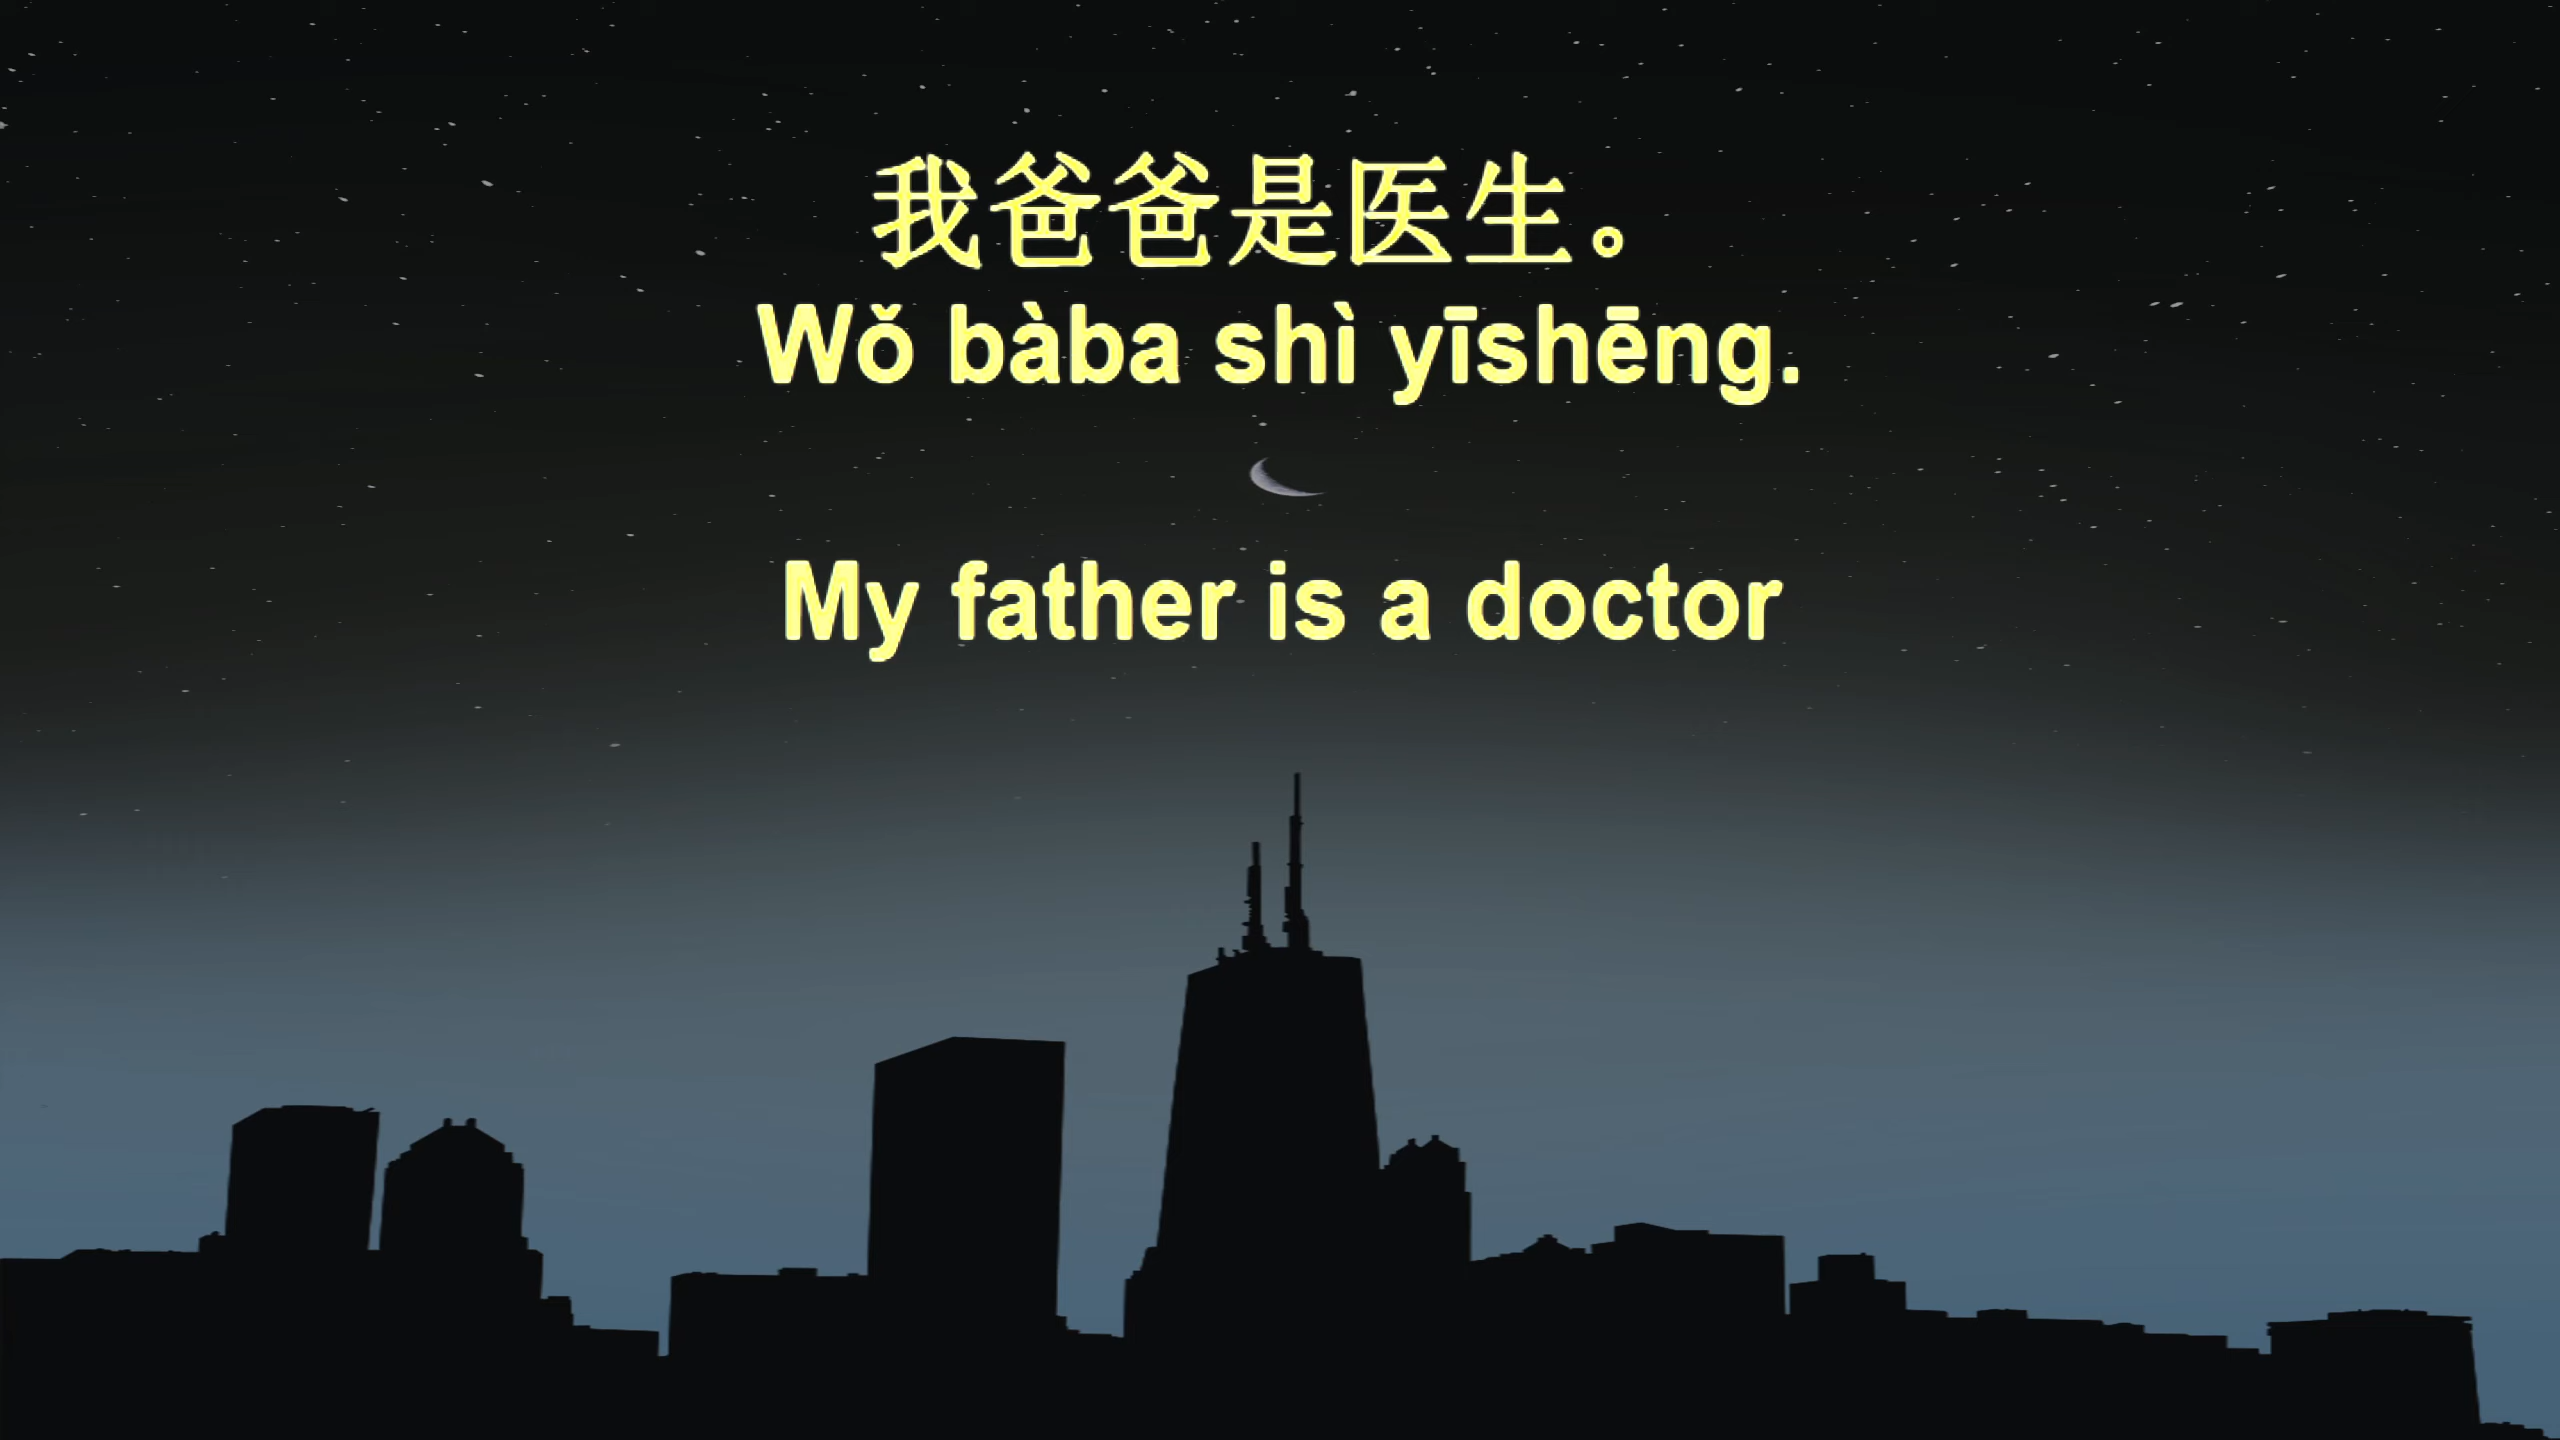 我爸爸是医生。
Wǒ bàba shì yīshēng.
My father is a doctor